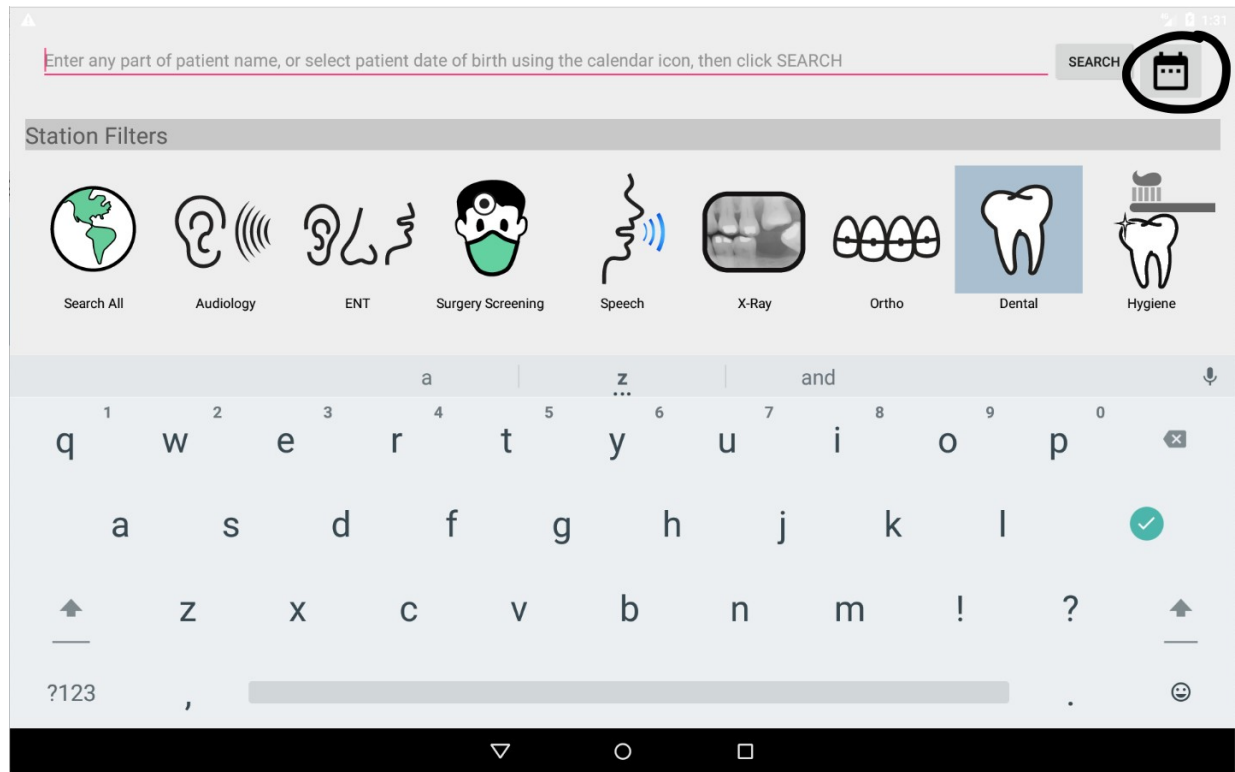 1:31
Enter any part of patient name, or select patient date of birth using the calendar icon, then click SEARCH
SEARCH
Station Filters
Search All Audiology ENT Surgery Screening Speech X-Ray Ortho Dental Hygiene
a z and
1 2 3 4 5 6 7 8 9 0
q w e r t y u i o p
a s d f g h j k l
z x c v b n m ! ?
?123 , .